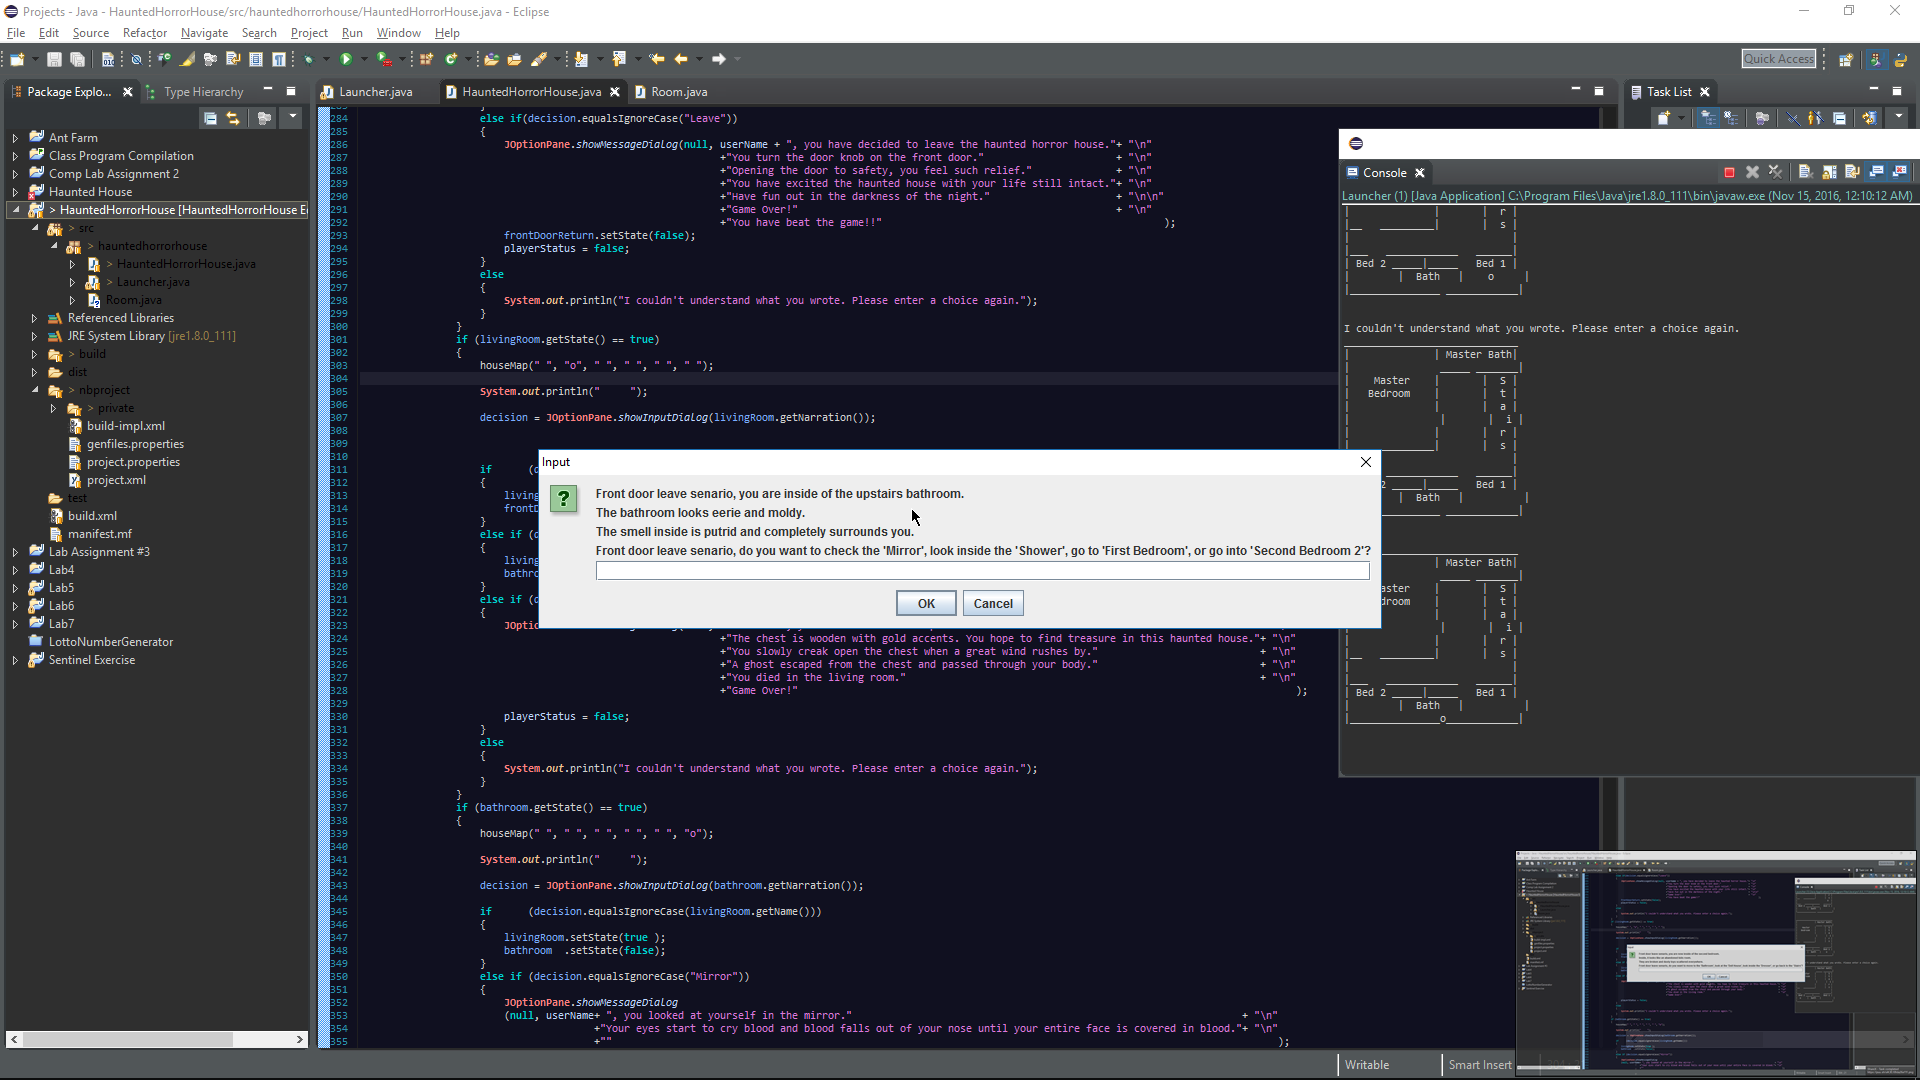 Projects - Java - HauntedHorrorHouse/src/hauntedhorrorhouse/HauntedHorrorHouse.java - Eclipse
File Edit Source Refactor Navigate Search Project Run Window Help
Quick Access
Package Explo... Type Hierarchy
Launcher.java HauntedHorrorHouse.java Room.java
Task List
Ant Farm
Class Program Compilation
Comp Lab Assignment 2
Haunted House
> HauntedHorrorHouse [HauntedHorrorHouse E
> src
> hauntedhorrorhouse
> HauntedHorrorHouse.java
> Launcher.java
Room.java
Referenced Libraries
JRE System Library [jre1.8.0_111]
> build
dist
> nbproject
> private
build-impl.xml
genfiles.properties
project.properties
project.xml
test
build.xml
manifest.mf
Lab Assignment #3
Lab4
Lab5
Lab6
Lab7
LottoNumberGenerator
Sentinel Exercise
284 else if(decision.equalsIgnoreCase("Leave"))
285 {
286 JOptionPane.showMessageDialog(null, userName + ", you have decided to leave the haunted horror house."+ "\n"
287 +"You turn the door knob on the front door." + "\n"
288 +"Opening the door to safety, you feel such relief." + "\n"
289 +"You have excited the haunted house with your life still intact."+ "\n"
290 +"Have fun out in the darkness of the night." + "\n\n"
291 +"Game Over!" + "\n"
292 +"You have beat the game!!" );
293 frontDoorReturn.setState(false);
294 playerStatus = false;
295 }
296 else
297 {
298 System.out.println("I couldn't understand what you wrote. Please enter a choice again.");
299 }
300 }
301 if (livingRoom.getState() == true)
302 {
303 houseMap(" ", "o", " ", " ", " ", " ");
304
305 System.out.println("     ");
306
307 decision = JOptionPane.showInputDialog(livingRoom.getNarration());
308
309
310
311 if (d
312 {
313 living
314 frontD
315 }
316 else if (d
317 {
318 living
319 bathro
320 }
321 else if (d
322 {
323 JOptio
324 +"The chest is wooden with gold accents. You hope to find treasure in this haunted house."+ "\n"
325 +"You slowly creak open the chest when a great wind rushes by." + "\n"
326 +"A ghost escaped from the chest and passed through your body." + "\n"
327 +"You died in the living room." + "\n"
328 +"Game Over!" );
329
330 playerStatus = false;
331 }
332 else
333 {
334 System.out.println("I couldn't understand what you wrote. Please enter a choice again.");
335 }
336 }
337 if (bathroom.getState() == true)
338 {
339 houseMap(" ", " ", " ", " ", " ", "o");
340
341 System.out.println("     ");
342
343 decision = JOptionPane.showInputDialog(bathroom.getNarration());
344
345 if (decision.equalsIgnoreCase(livingRoom.getName()))
346 {
347 livingRoom.setState(true );
348 bathroom .setState(false);
349 }
350 else if (decision.equalsIgnoreCase("Mirror"))
351 {
352 JOptionPane.showMessageDialog
353 (null, userName+ ", you looked at yourself in the mirror." + "\n"
354 +"Your eyes start to cry blood and blood falls out of your nose until your entire face is covered in blood."+ "\n"
355 +"" );
Input
Front door leave senario, you are inside of the upstairs bathroom.
The bathroom looks eerie and moldy.
The smell inside is putrid and completely surrounds you.
Front door leave senario, do you want to check the 'Mirror', look inside the 'Shower', go to 'First Bedroom', or go into 'Second Bedroom 2'?
OK Cancel
Console
Launcher (1) [Java Application] C:\Program Files\Java\jre1.8.0_111\bin\javaw.exe (Nov 15, 2016, 12:10:12 AM)
r
s
Bed 2 Bed 1
Bath o
I couldn't understand what you wrote. Please enter a choice again.
Master Bath
Master S
Bedroom t
a
i
r
s
2 Bed 1
Bath
Master Bath
aster S
droom t
a
i
r
s
Bed 2 Bed 1
Bath
o
Writable Smart Insert